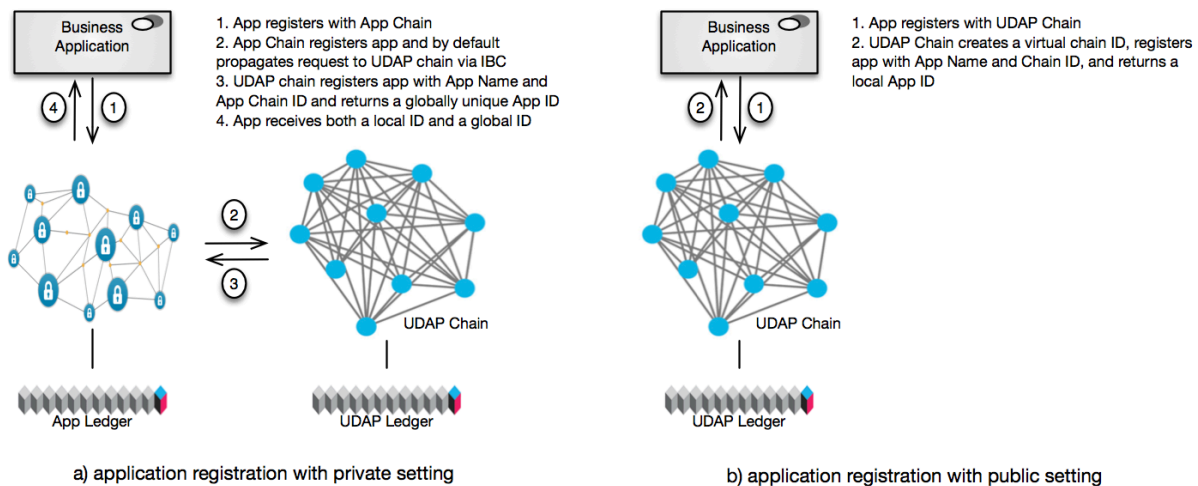 Business
Application
1. App registers with App Chain
2. App Chain registers app and by default
propagates request to UDAP chain via IBC
3. UDAP chain registers app with App Name and
App Chain ID and returns a globally unique App ID
4. App receives both a local ID and a global ID
4
1
2
3
UDAP Chain
App Ledger
UDAP Ledger
a) application registration with private setting
Business
Application
1. App registers with UDAP Chain
2. UDAP Chain creates a virtual chain ID, registers
app with App Name and Chain ID, and returns a
local App ID
2
1
UDAP Chain
UDAP Ledger
b) application registration with public setting